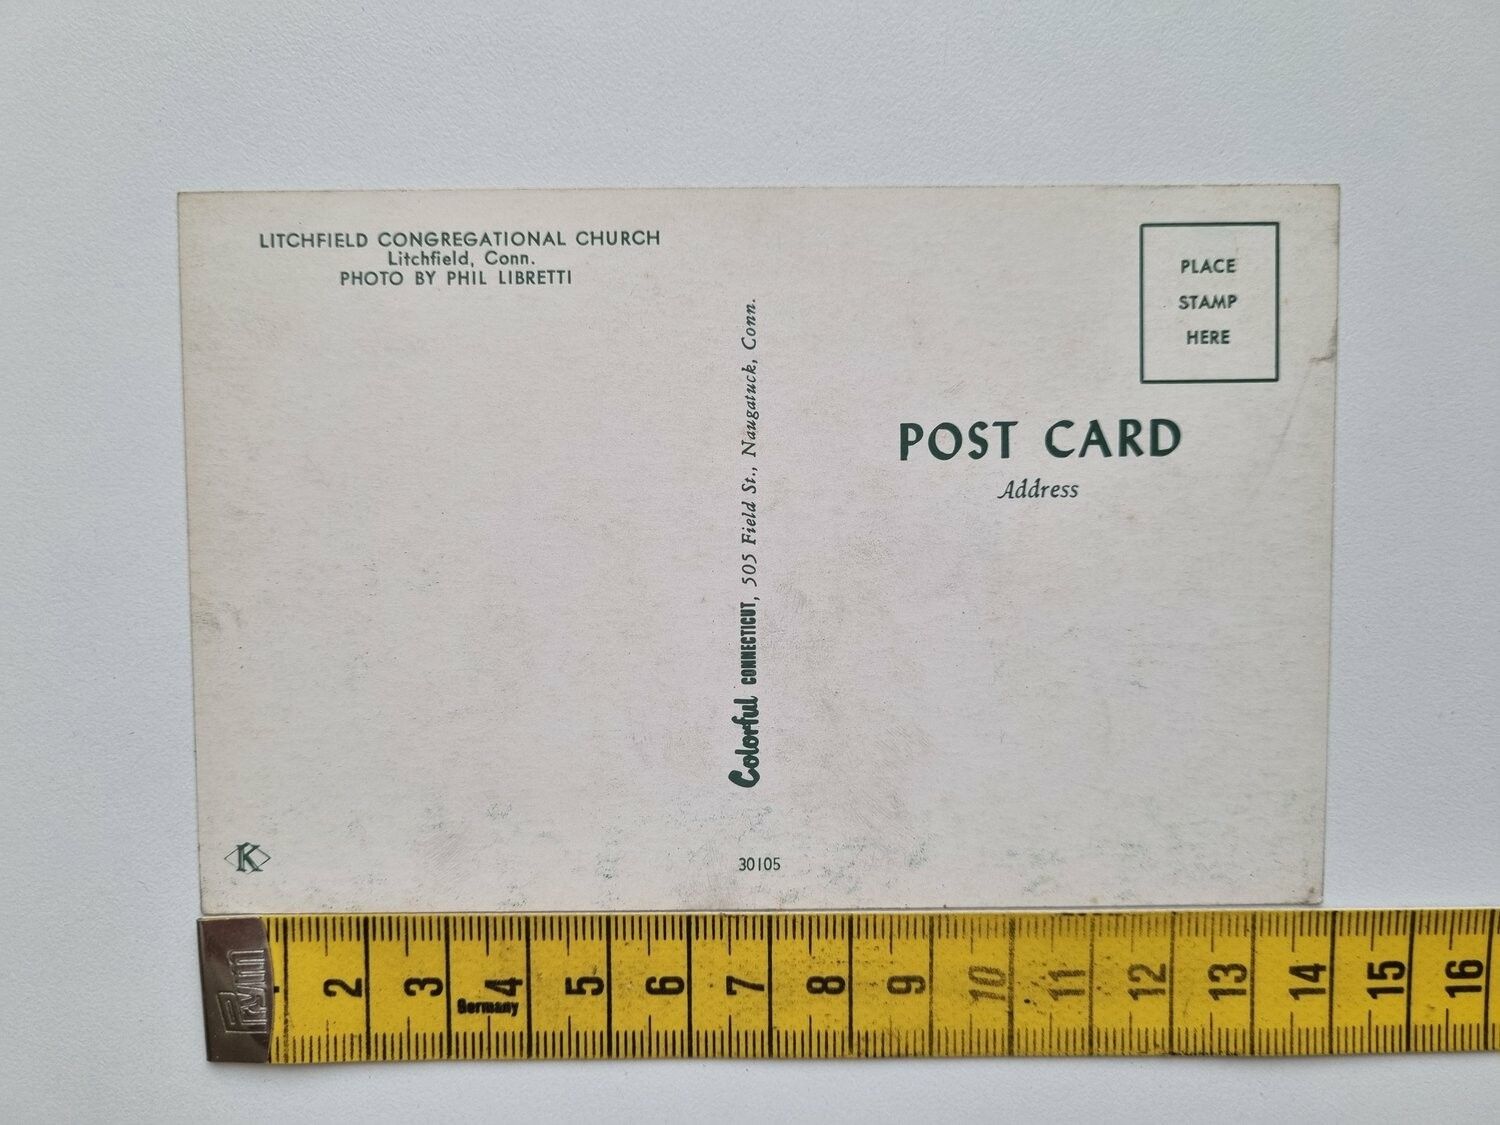 LITCHFIELD CONGREGATIONAL CHURCH
Litchfield, Conn.
PHOTO BY PHIL LIBRETTI
Colorful CONNECTICUT, 505 Field St., Naugatuck, Conn.
PLACE
STAMP
HERE
POST CARD
Address
K
30105
Prym
2 3 4 5 6 7 8 9 10 11 12 13 14 15 16
Germany